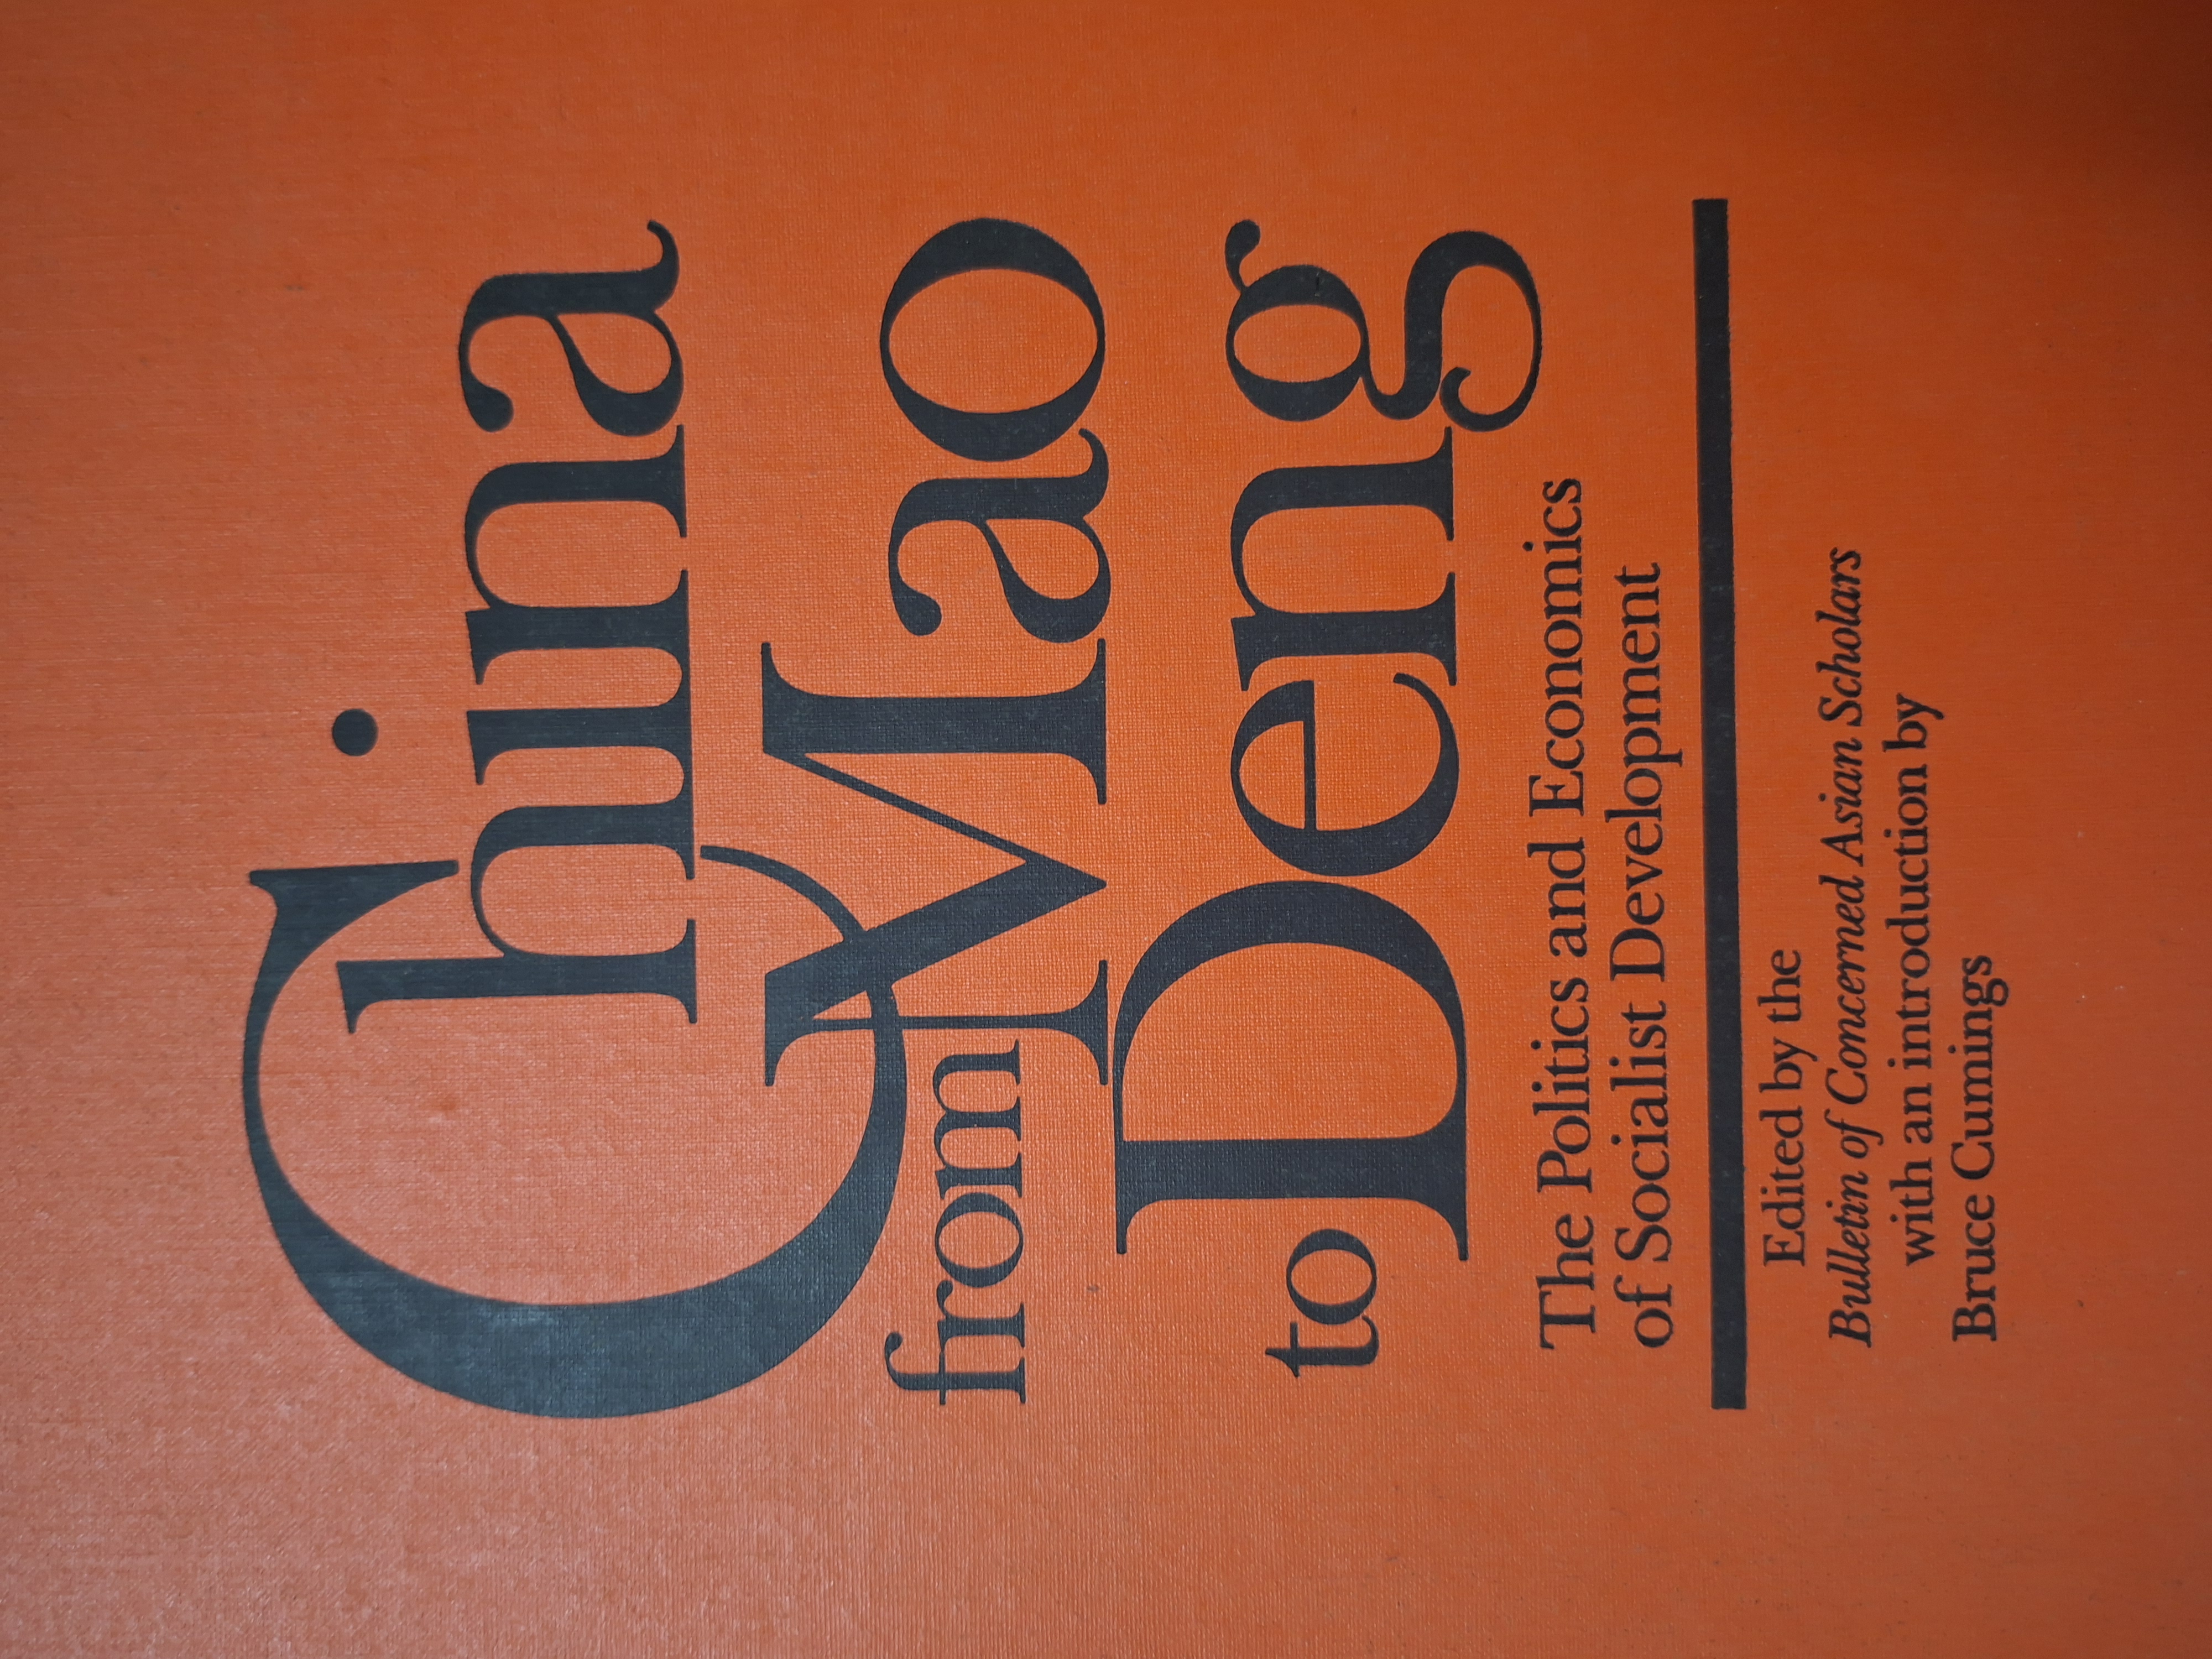 China
from Mao
to Deng
The Politics and Economics
of Socialist Development
Edited by the
Bulletin of Concerned Asian Scholars
with an introduction by
Bruce Cumings